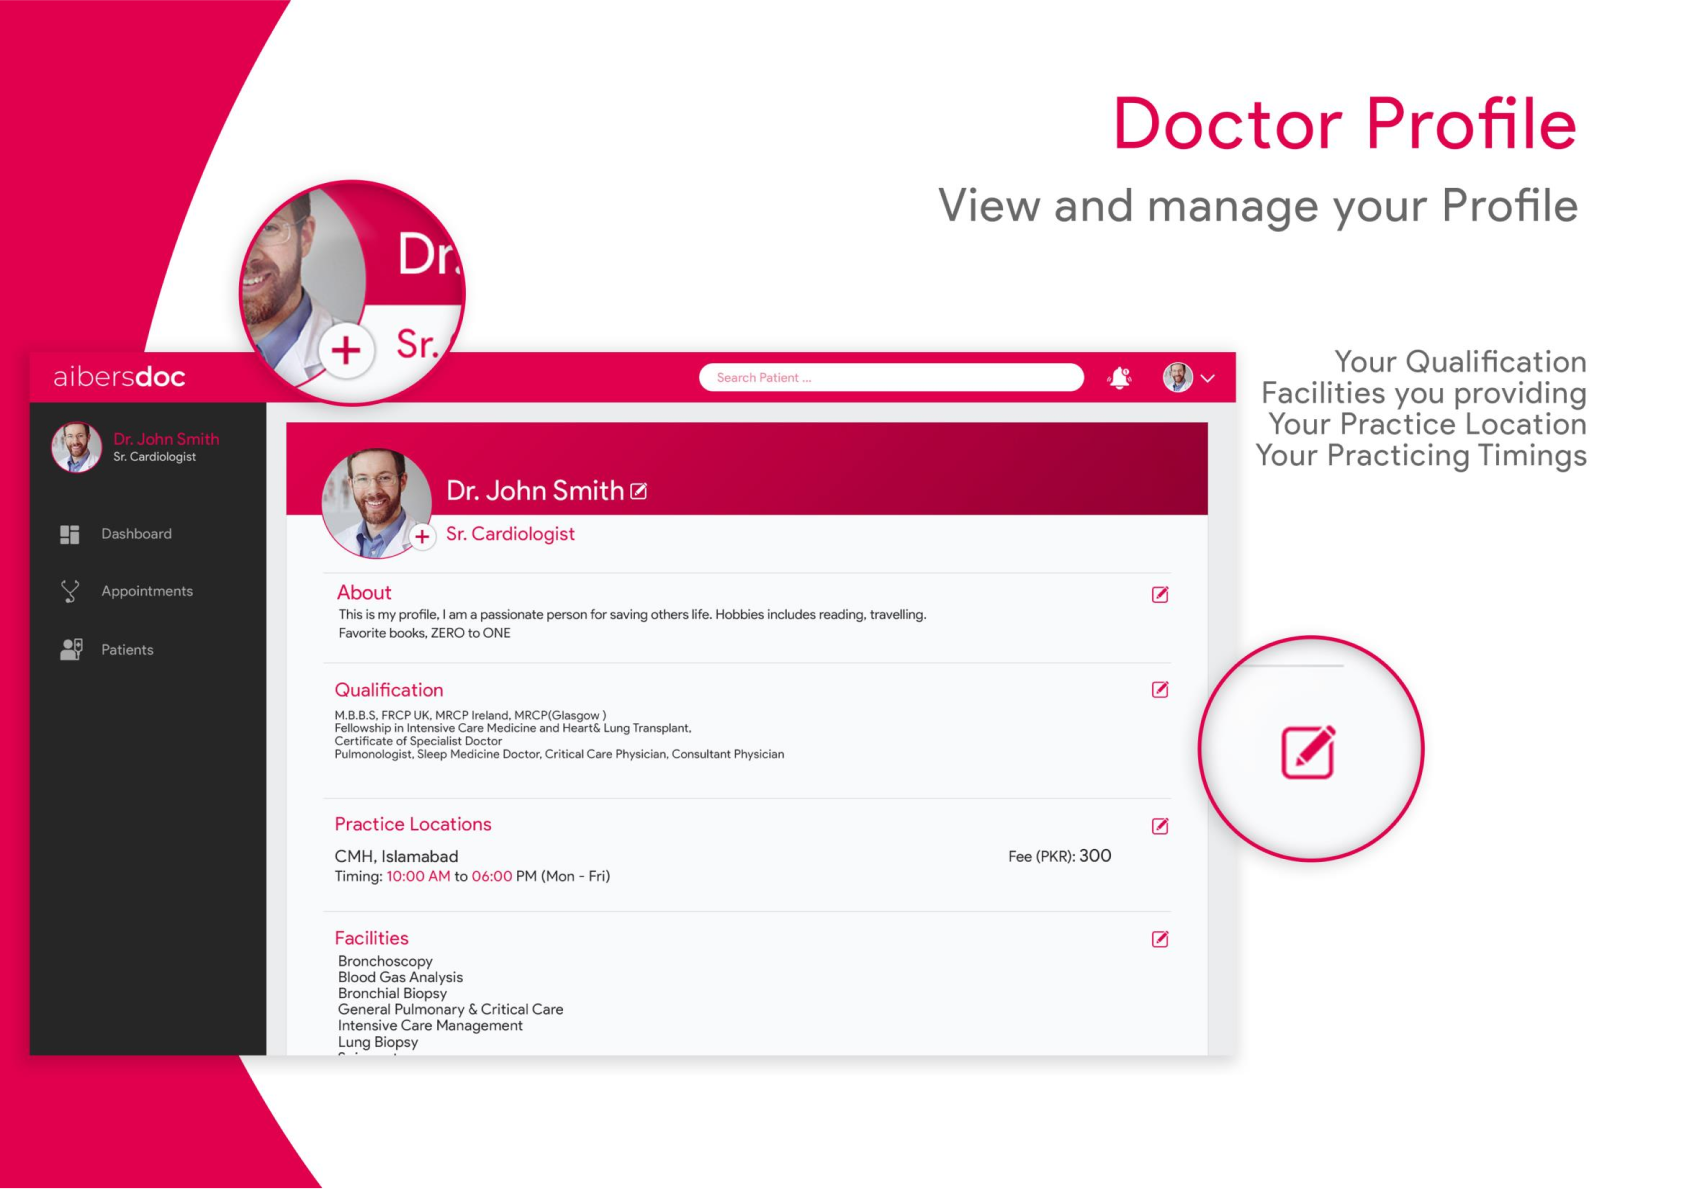 Doctor Profile
View and manage your Profile
Your Qualification
Facilities you providing
Your Practice Location
Your Practicing Timings
Dr.
Sr.
aibersdoc
Search Patient ...
Dr. John Smith
Sr. Cardiologist
Dashboard
Appointments
Patients
Dr. John Smith
Sr. Cardiologist
About
This is my profile, I am a passionate person for saving others life. Hobbies includes reading, travelling.
Favorite books, ZERO to ONE
Qualification
M.B.B.S, FRCP UK, MRCP Ireland, MRCP(Glasgow )
Fellowship in Intensive Care Medicine and Heart& Lung Transplant,
Certificate of Specialist Doctor
Pulmonologist, Sleep Medicine Doctor, Critical Care Physician, Consultant Physician
Practice Locations
CMH, Islamabad
Fee (PKR): 300
Timing: 10:00 AM to 06:00 PM (Mon - Fri)
Facilities
Bronchoscopy
Blood Gas Analysis
Bronchial Biopsy
General Pulmonary & Critical Care
Intensive Care Management
Lung Biopsy